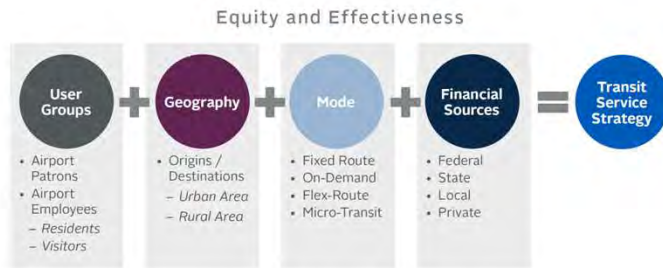 Equity and Effectiveness
User
Groups
• Airport
Patrons
• Airport
Employees
– Residents
– Visitors
+
Geography
• Origins /
Destinations
– Urban Area
– Rural Area
+
Mode
• Fixed Route
• On-Demand
• Flex-Route
• Micro-Transit
+
Financial
Sources
• Federal
• State
• Local
• Private
=
Transit
Service
Strategy